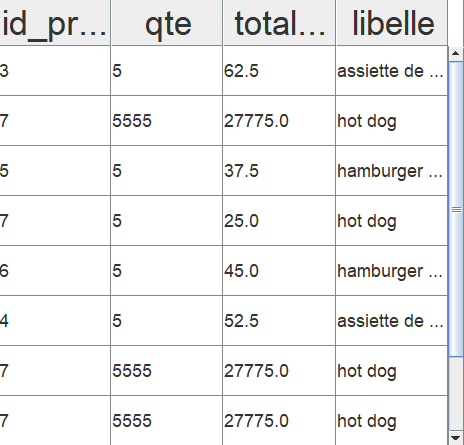 id_pr... qte total... libelle
3 5 62.5 assiette de ...
7 5555 27775.0 hot dog
5 5 37.5 hamburger ...
7 5 25.0 hot dog
6 5 45.0 hamburger ...
4 5 52.5 assiette de ...
7 5555 27775.0 hot dog
7 5555 27775.0 hot dog